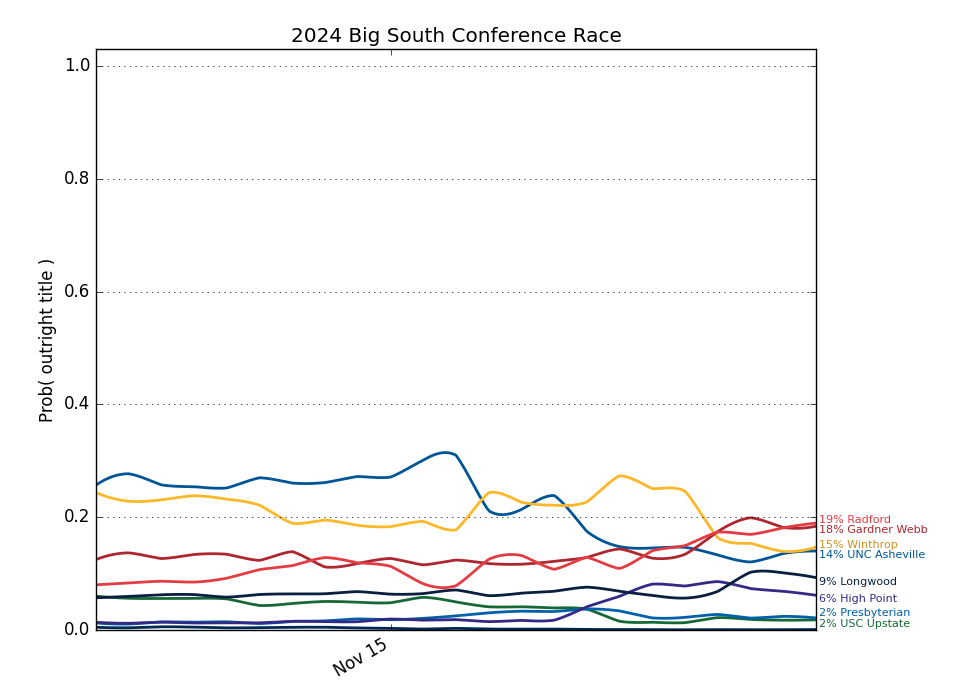 2024 Big South Conference Race
1.0
0.8
0.6
0.4
0.2
0.0
Prob( outright title )
Nov 15
19% Radford
18% Gardner Webb
15% Winthrop
14% UNC Asheville
9% Longwood
6% High Point
2% Presbyterian
2% USC Upstate